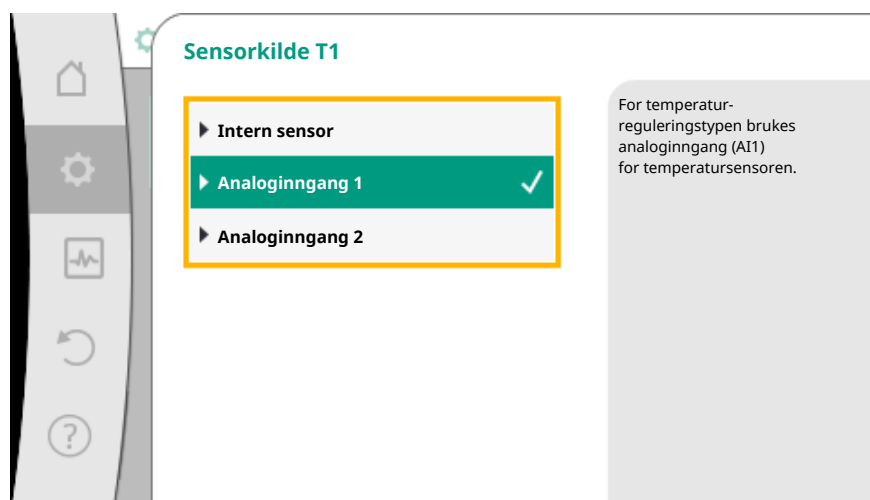 Sensorkilde T1
Intern sensor
Analoginngang 1
Analoginngang 2
For temperatur-
reguleringstypen brukes
analoginngang (AI1)
for temperatursensoren.
?